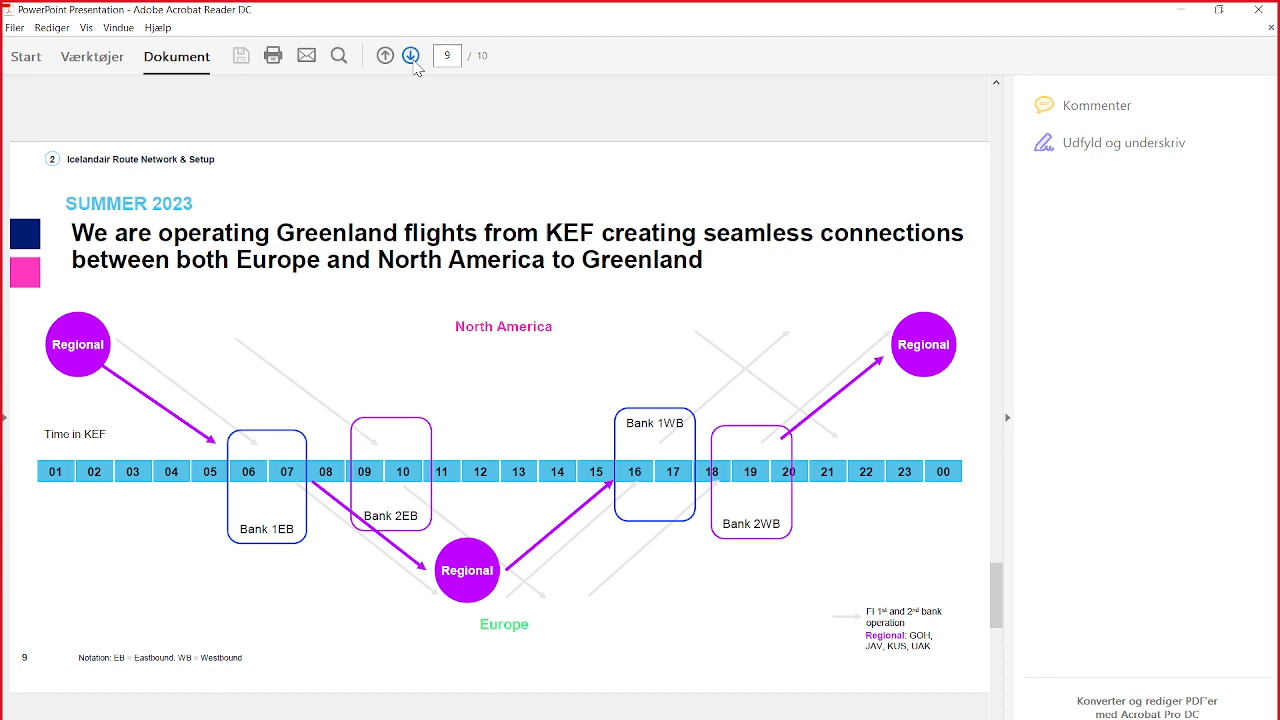 PowerPoint Presentation - Adobe Acrobat Reader DC
Filer Rediger Vis Vindue Hjælp
Start Værktøjer Dokument 9 / 10
Kommenter
Udfyld og underskriv
2 Icelandair Route Network & Setup
SUMMER 2023
We are operating Greenland flights from KEF creating seamless connections
between both Europe and North America to Greenland
North America
Regional
Regional
Time in KEF
Bank 1WB
01 02 03 04 05 06 07 08 09 10 11 12 13 14 15 16 17 18 19 20 21 22 23 00
Bank 1EB
Bank 2EB
Bank 2WB
Regional
Europe
FI 1st and 2nd bank
operation
Regional: GOH,
JAV, KUS, UAK
9 Notation: EB = Eastbound. WB = Westbound
Konverter og rediger PDF'er
med Acrobat Pro DC